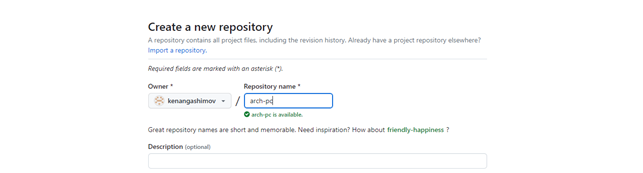 Create a new repository
A repository contains all project files, including the revision history. Already have a project repository elsewhere?
Import a repository.
Required fields are marked with an asterisk (*).
Owner * Repository name *
kenangashimov / arch-pc
arch-pc is available.
Great repository names are short and memorable. Need inspiration? How about friendly-happiness ?
Description (optional)